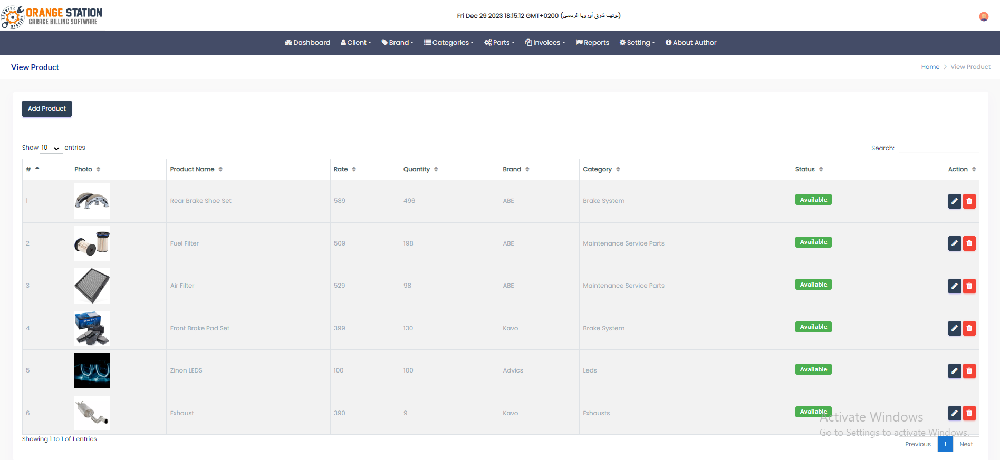 SERVICE STATION
ORANGE STATION
GARAGE BILLING SOFTWARE
Fri Dec 29 2023 18:15:12 GMT+0200 (توقيت شرق أوروبا الرسمي)
Dashboard Client Brand Categories Parts Invoices Reports Setting About Author
View Product
Home > View Product
Add Product
Show 10 entries
Search:
# Photo Product Name Rate Quantity Brand Category Status Action
1 Rear Brake Shoe Set 589 496 ABE Brake System Available
2 Fuel Filter 509 198 ABE Maintenance Service Parts Available
3 Air Filter 529 98 ABE Maintenance Service Parts Available
Brake Parts
4 Front Brake Pad Set 399 130 Kavo Brake System Available
5 Zinon LEDS 100 100 Advics Leds Available
6 Exhaust 390 9 Kavo Exhausts Available
Activate Windows
Go to Settings to activate Windows.
Showing 1 to 1 of 1 entries
Previous 1 Next